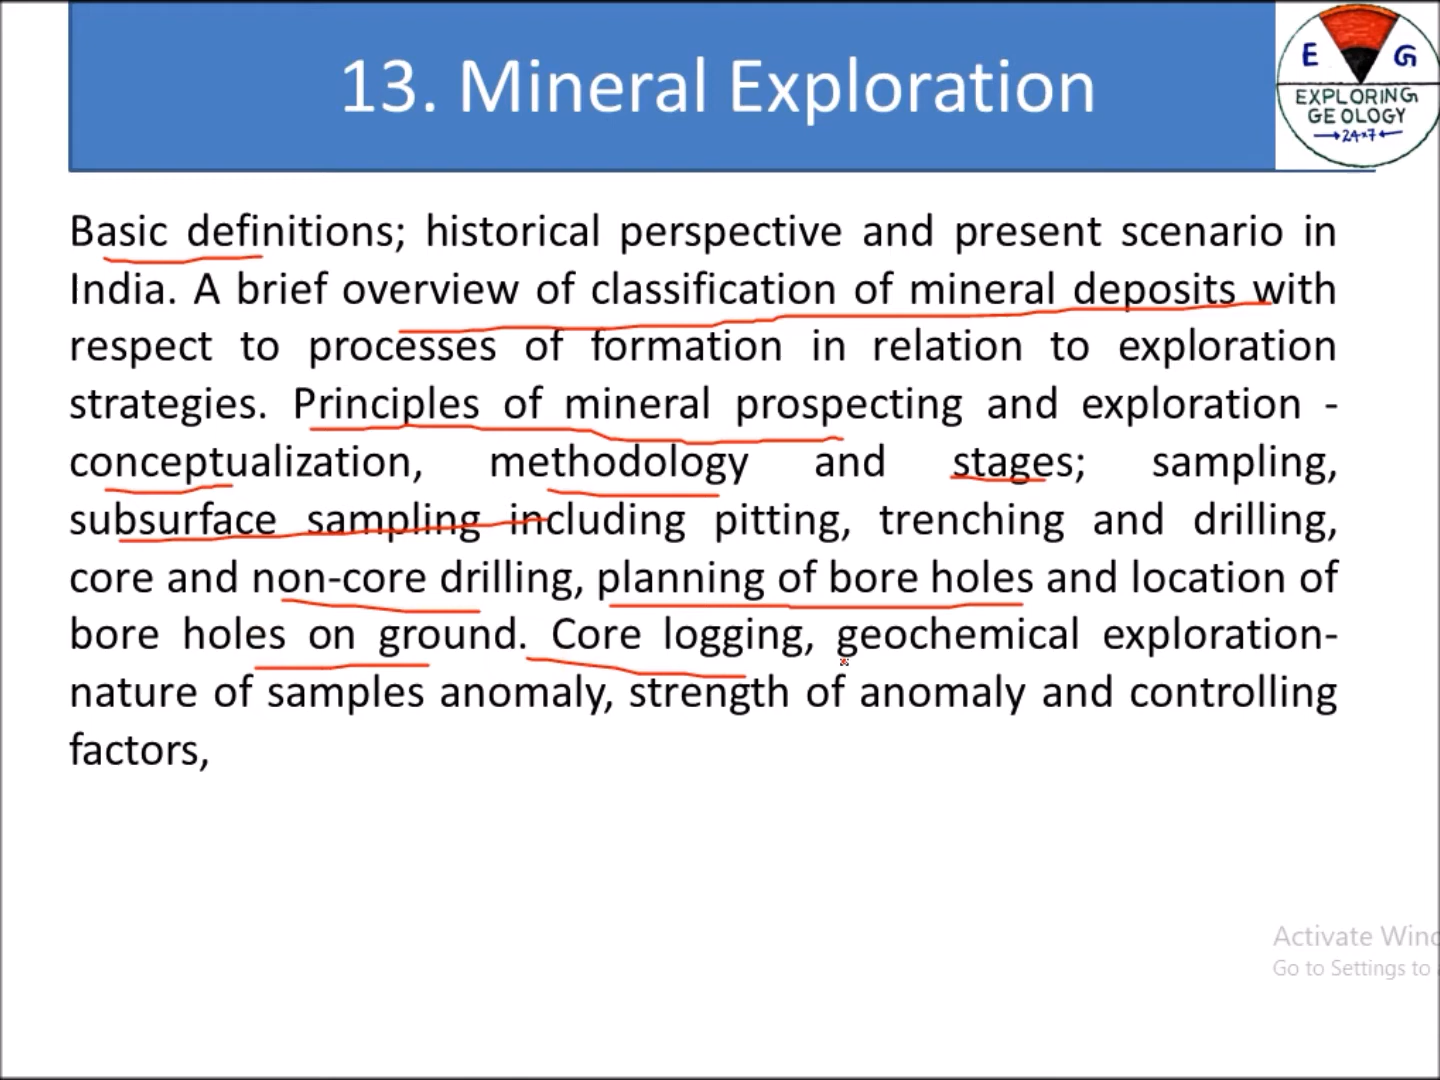 13. Mineral Exploration
E G
EXPLORING
GEOLOGY
24x7
Basic definitions; historical perspective and present scenario in
India. A brief overview of classification of mineral deposits with
respect to processes of formation in relation to exploration
strategies. Principles of mineral prospecting and exploration -
conceptualization, methodology and stages; sampling,
subsurface sampling including pitting, trenching and drilling,
core and non-core drilling, planning of bore holes and location of
bore holes on ground. Core logging, geochemical exploration-
nature of samples anomaly, strength of anomaly and controlling
factors,
Activate
Go to Settings to